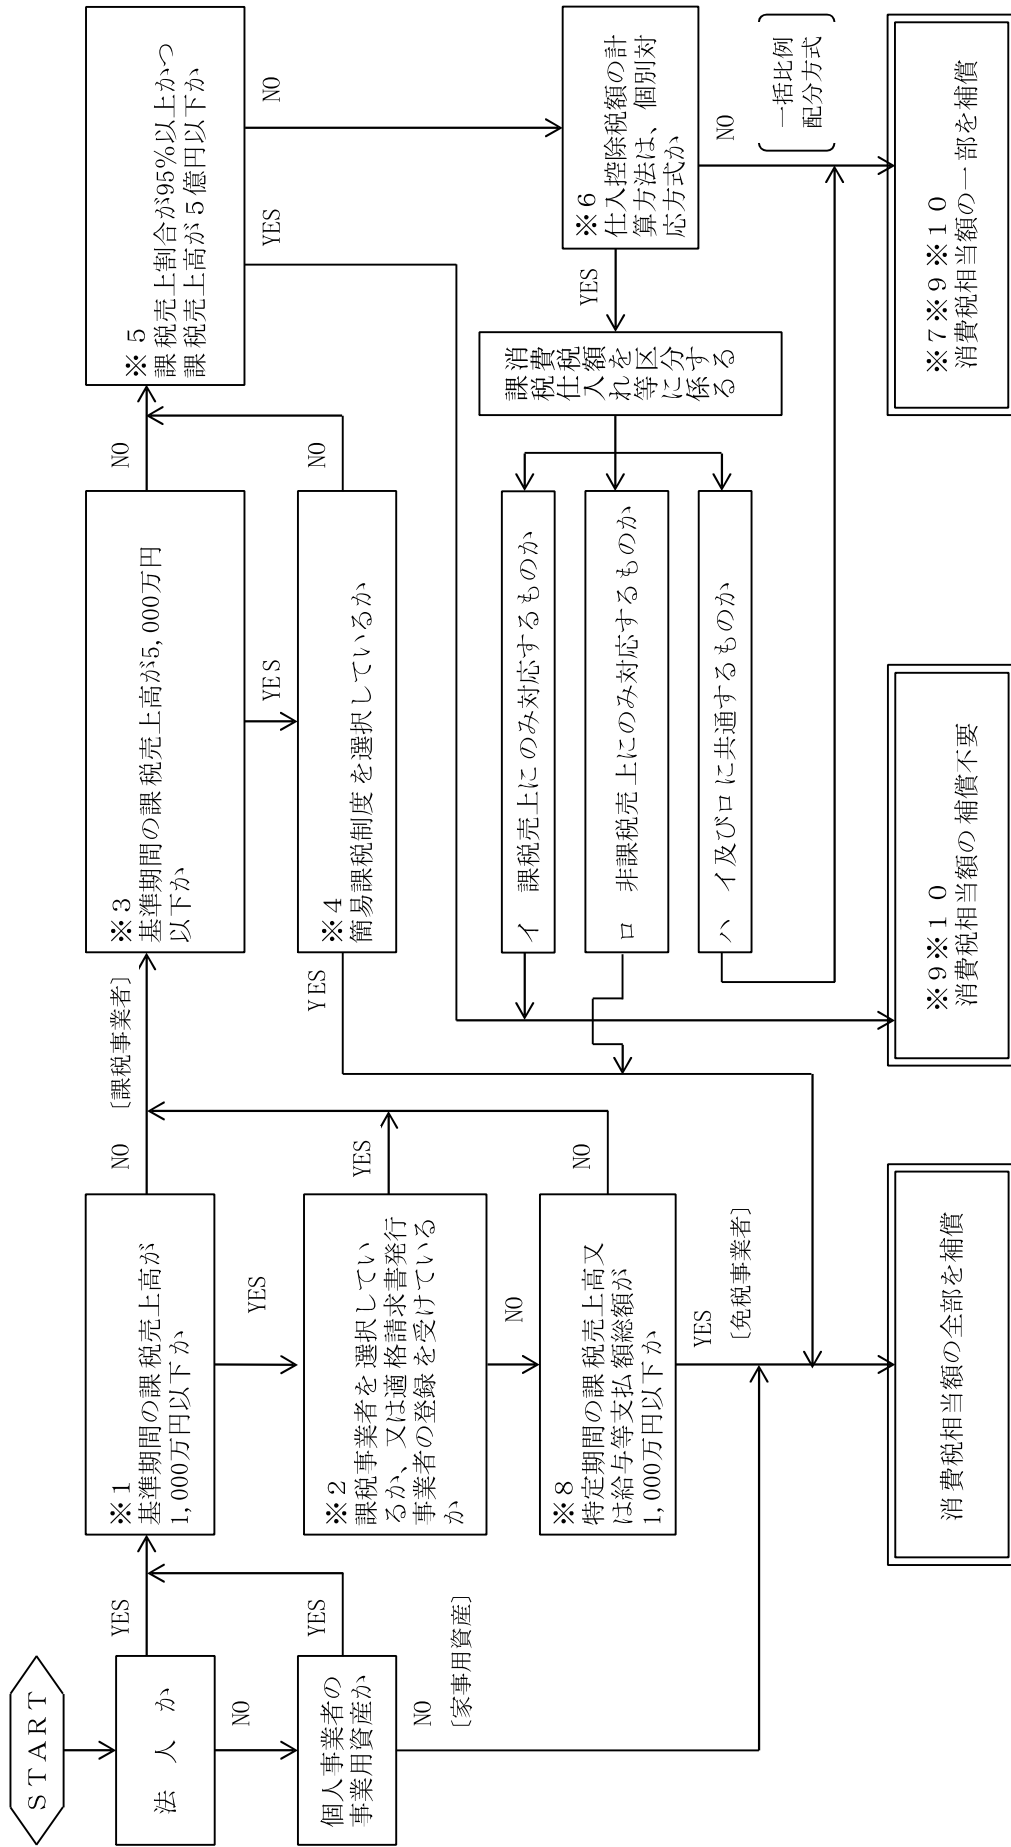 START
法 人 か
YES
NO
個人事業者の
事業用資産か
YES
NO
[家事用資産]
※1
基準期間の課税売上高が
1,000万円以下か
NO
[課税事業者]
YES
※2
課税事業者を選択してい
るか、又は適格請求書発行
事業者の登録を受けている
か
YES
NO
※8
特定期間の課税売上高又
は給与等支払額総額が
1,000万円以下か
NO
YES
[免税事業者]
※3
基準期間の課税売上高が5,000万円
以下か
NO
YES
※4
簡易課税制度を選択しているか
NO
YES
※5
課税売上割合が95%以上かつ
課税売上高が5億円以下か
YES
NO
※6
仕入控除税額の計
算方法は、個別対
応方式か
YES
NO
[一括比例
配分方式]
課税仕入れ等に係る
消費税額を区分する
イ 課税売上にのみ対応するものか
ロ 非課税売上にのみ対応するものか
ハ イ及びロに共通するものか
消費税相当額の全部を補償
※9※10
消費税相当額の補償不要
※7※9※10
消費税相当額の一部を補償